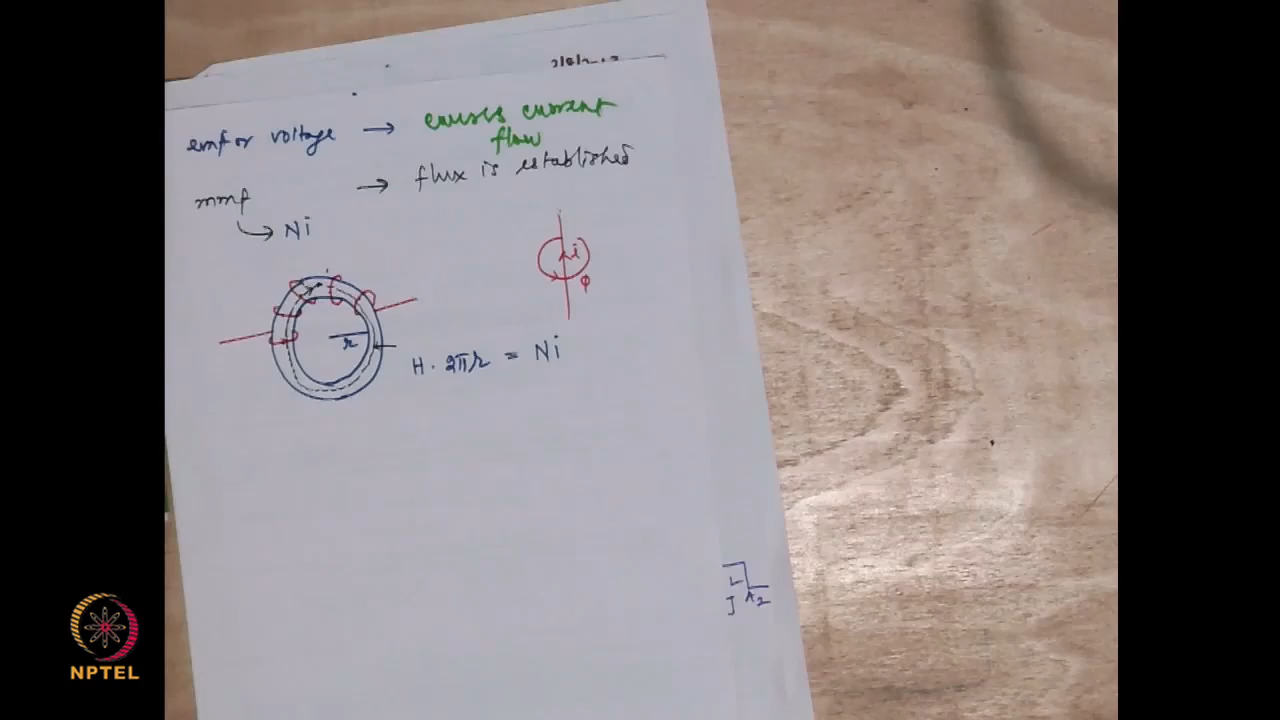 emf or voltage → causes current
flow
mmf → flux is established
↳ Ni
i
φ
r
H · 2πr = Ni
NPTEL